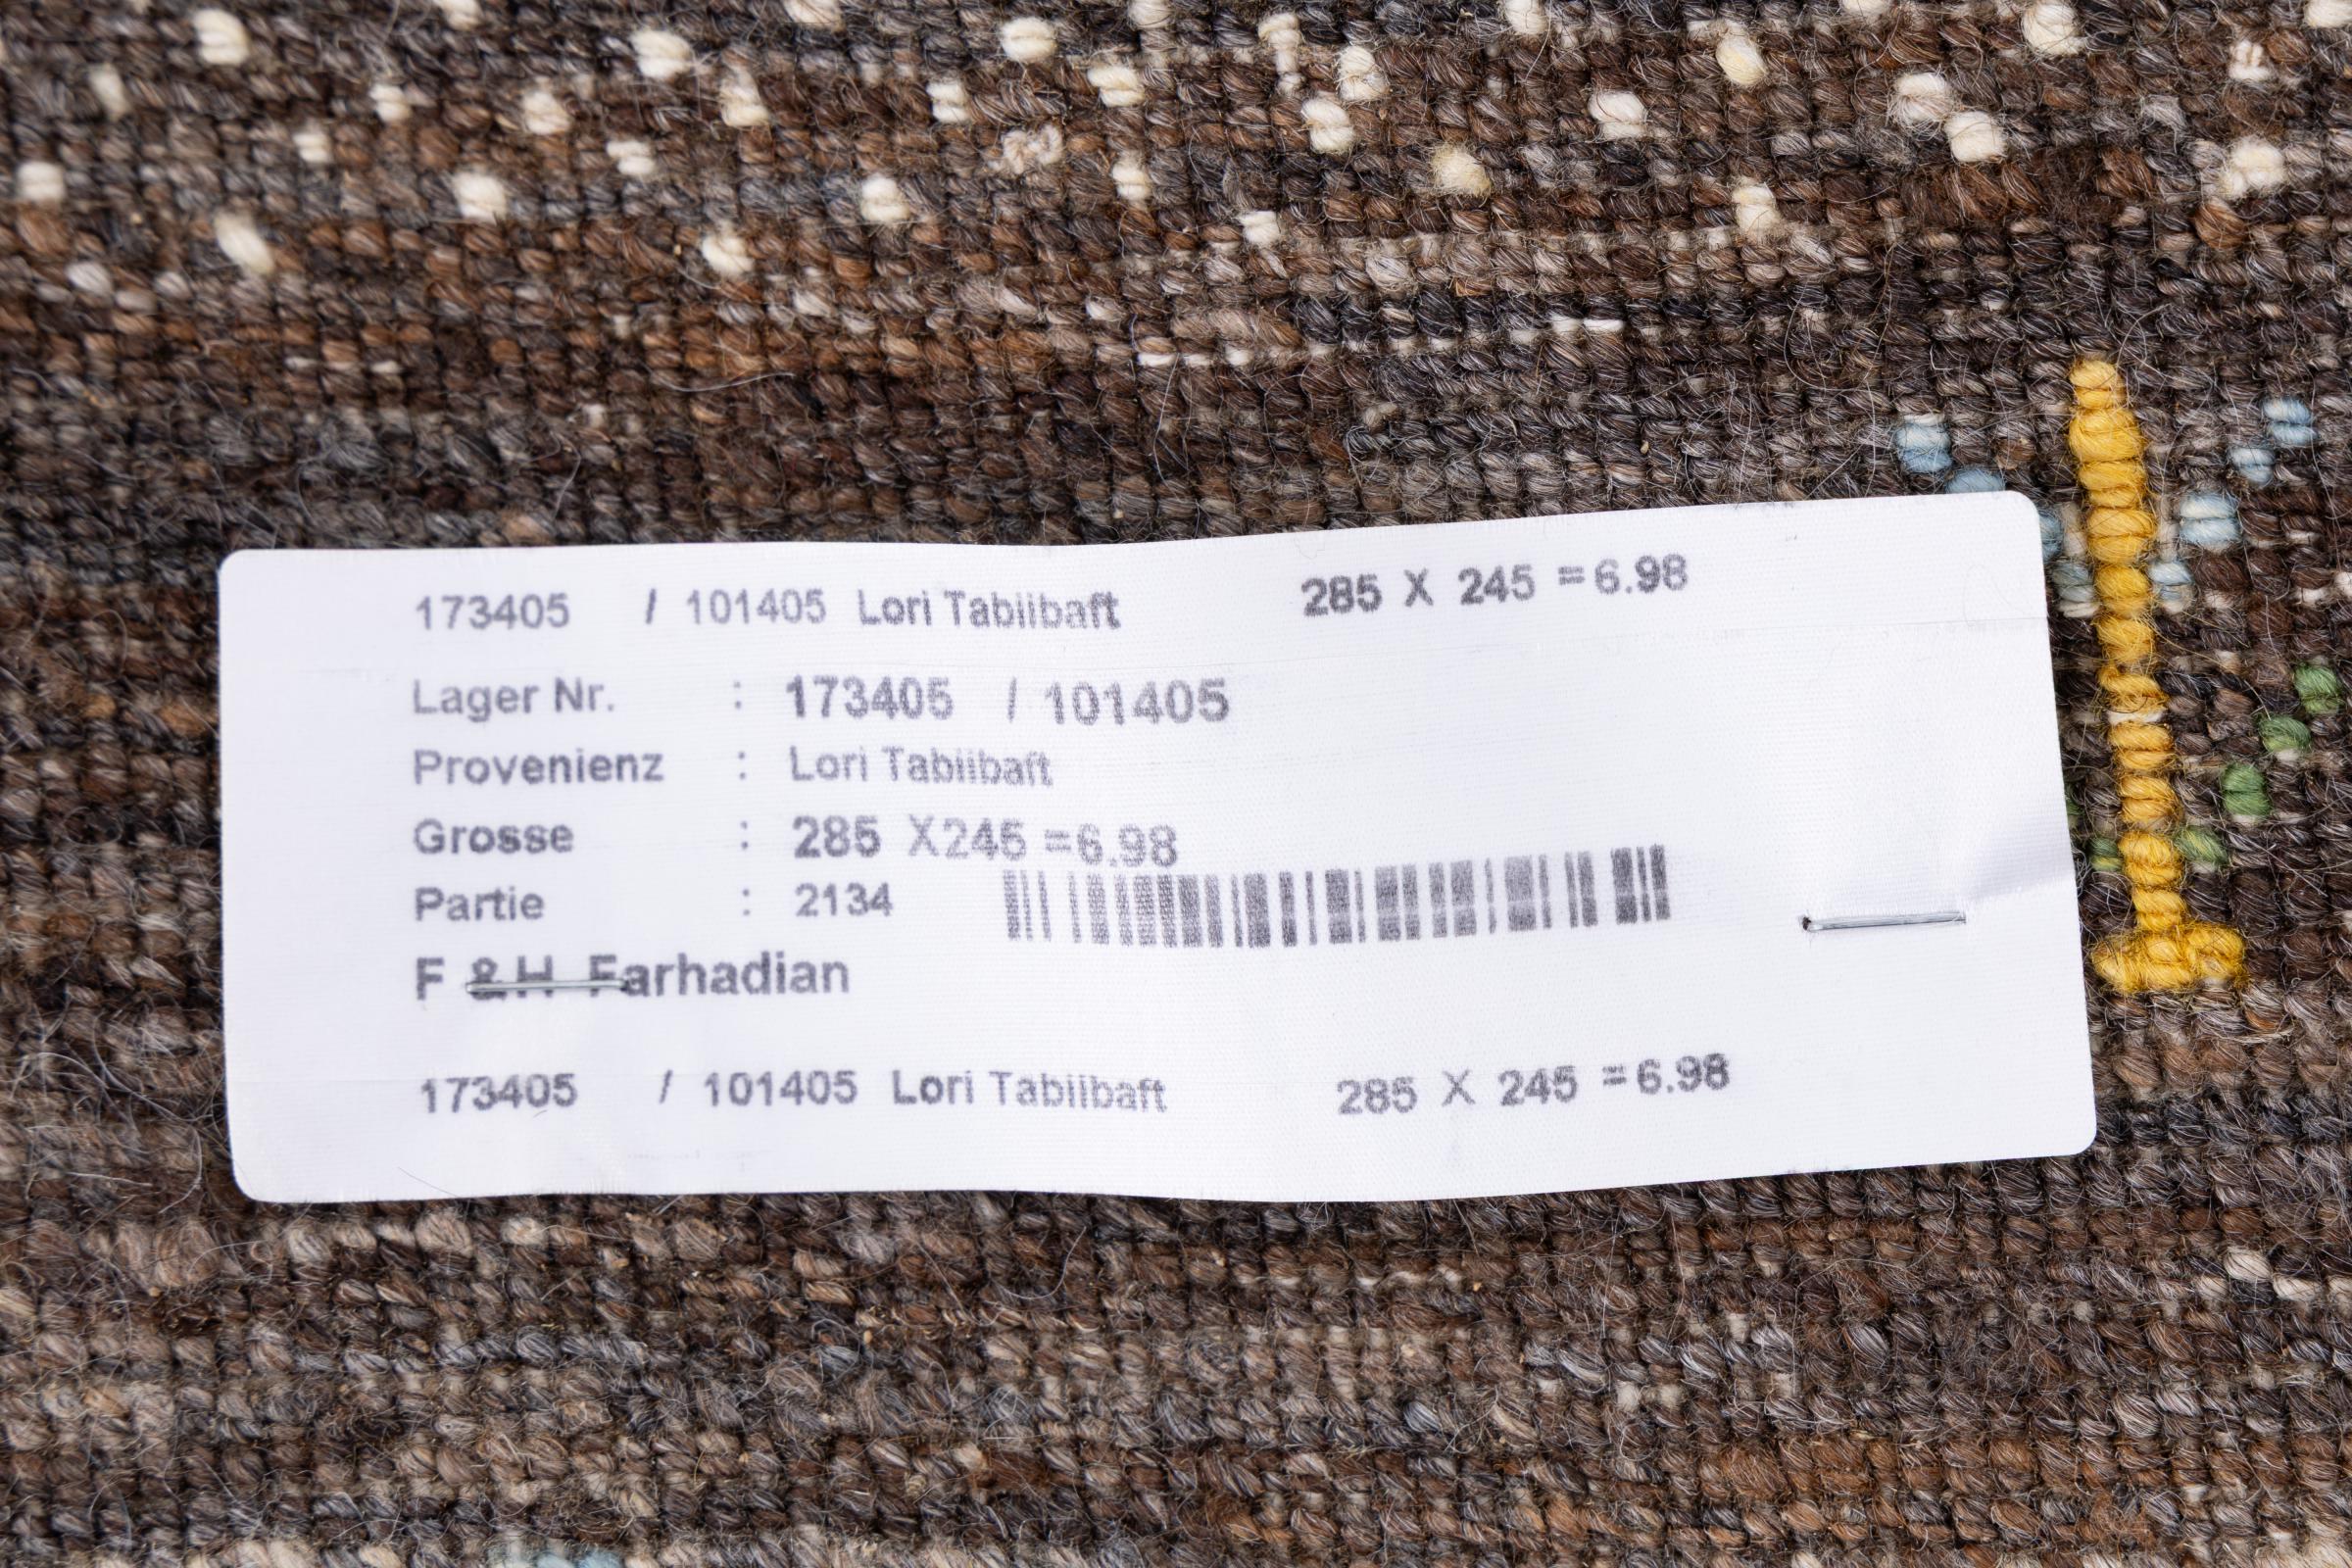 173405 / 101405 Lori Tabiibaft 285 X 245 =6.98
Lager Nr. : 173405 / 101405
Provenienz : Lori Tabiibaft
Grosse : 285 X245 =6.98
Partie : 2134
F & H Farhadian
173405 / 101405 Lori Tabiibaft 285 X 245 =6.98